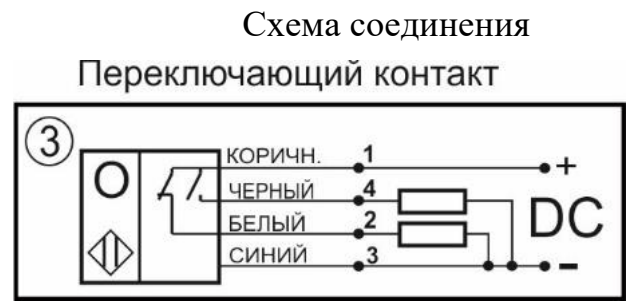 Схема соединения
Переключающий контакт
3
О
КОРИЧН. 1 +
ЧЕРНЫЙ 4
БЕЛЫЙ 2
DC
СИНИЙ 3 -